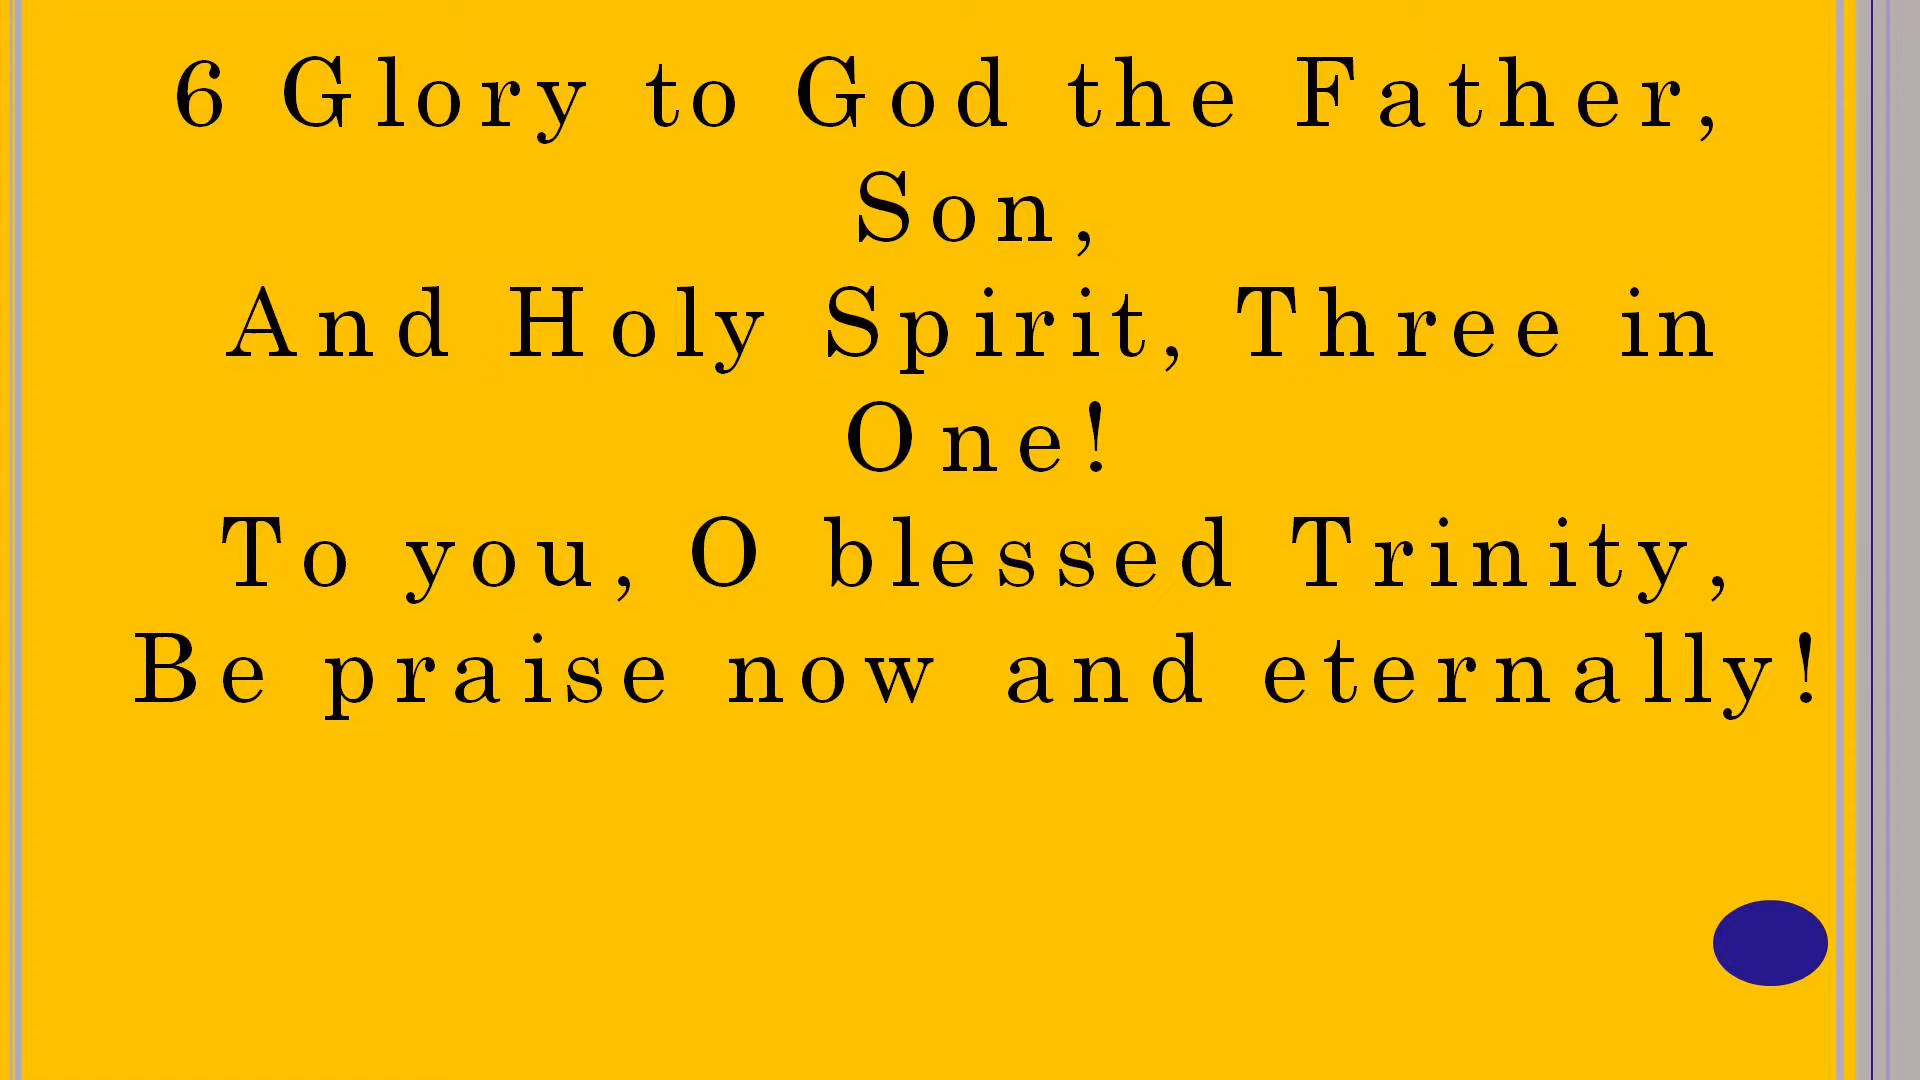 6 Glory to God the Father,
Son,
And Holy Spirit, Three in
One!
To you, O blessed Trinity,
Be praise now and eternally!